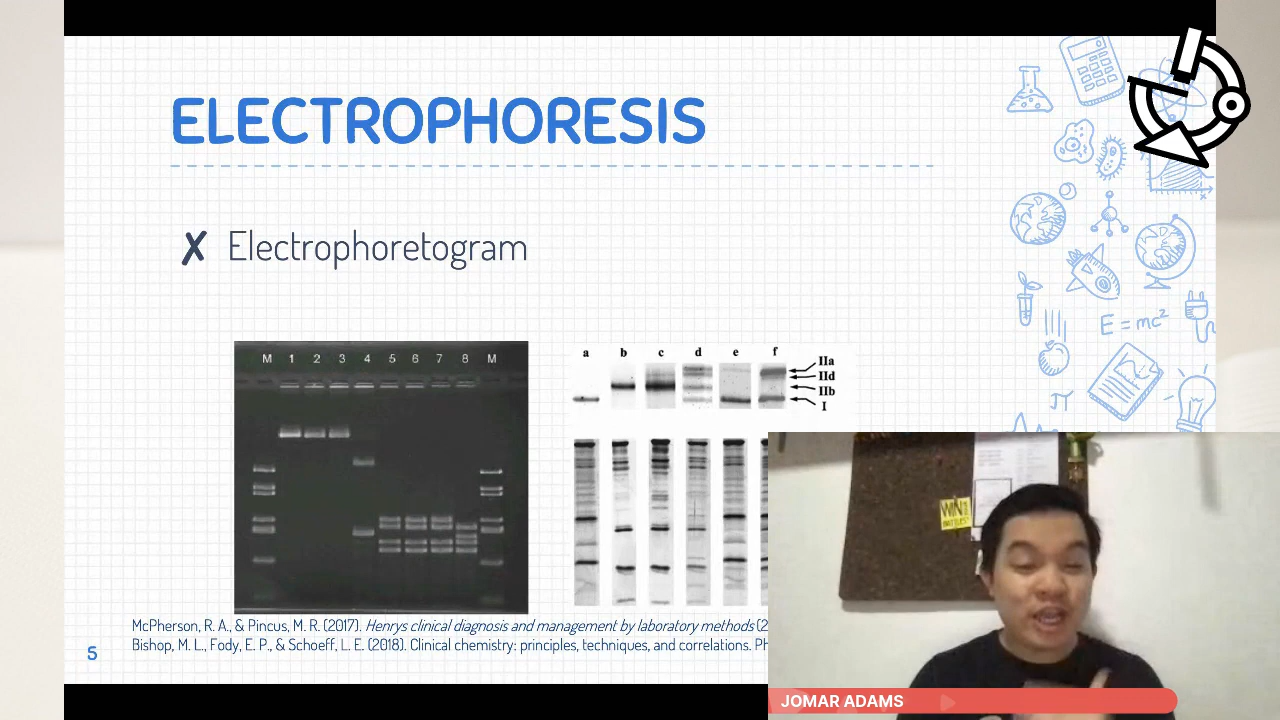 ELECTROPHORESIS
✗ Electrophoretogram
M 1 2 3 4 5 6 7 8 M
a b c d e f
IIa
IId
IIb
I
E = mc²
π
WIN
McPherson, R. A., & Pincus, M. R. (2017). Henrys clinical diagnosis and management by laboratory methods (2
Bishop, M. L., Fody, E. P., & Schoeff, L. E. (2018). Clinical chemistry: principles, techniques, and correlations. Ph
5
JOMAR ADAMS